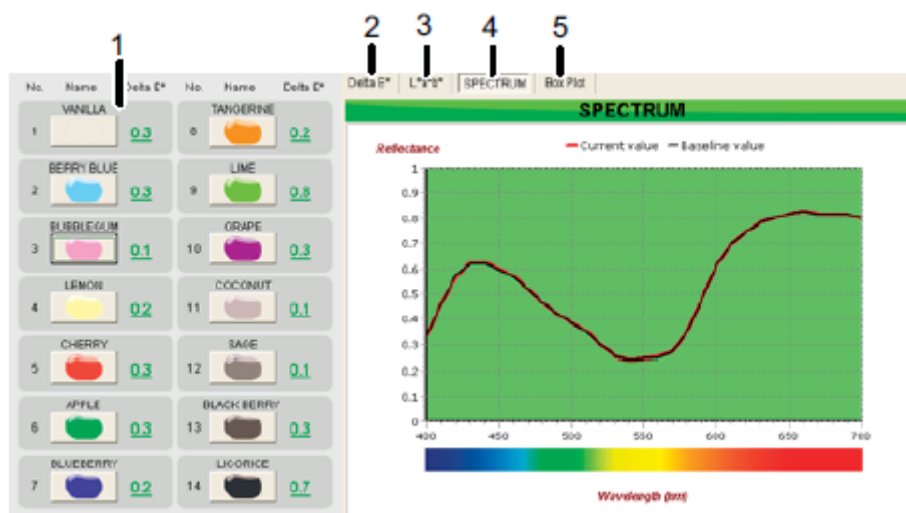 1
2 3 4 5
No. Name Delta E* No. Name Delta E*
VANILLA
1 0.3
TANGERINE
8 0.2
BERRY BLUE
2 0.3
LIME
9 0.8
BUBBLEGUM
3 0.1
GRAPE
10 0.3
LEMON
4 0.2
COCONUT
11 0.1
CHERRY
5 0.3
SAGE
12 0.1
APPLE
6 0.3
BLACK BERRY
13 0.3
BLUEBERRY
7 0.2
LICORICE
14 0.7
Delta E* L*a*b* SPECTRUM Box Plot
SPECTRUM
Reflectance
Current value Baseline value
1
0.9
0.8
0.7
0.6
0.5
0.4
0.3
0.2
0.1
0
400 450 500 550 600 650 700
Wavelength (nm)